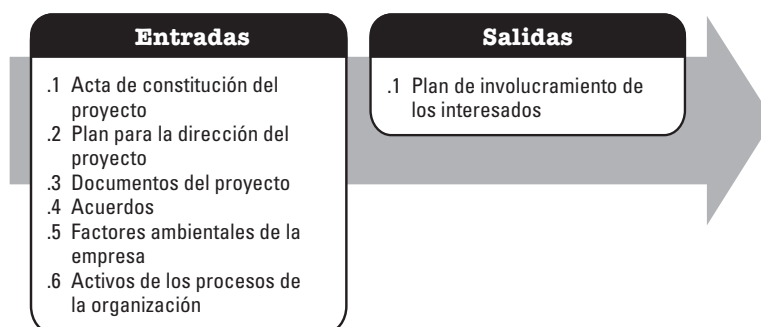 Entradas
.1 Acta de constitución del
proyecto
.2 Plan para la dirección del
proyecto
.3 Documentos del proyecto
.4 Acuerdos
.5 Factores ambientales de la
empresa
.6 Activos de los procesos de
la organización
Salidas
.1 Plan de involucramiento de
los interesados